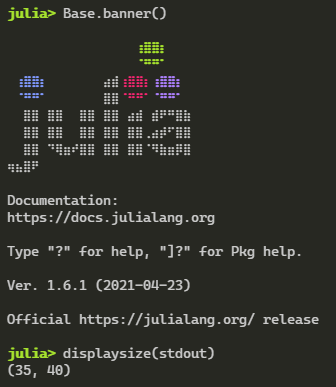 julia> Base.banner()
Documentation:
https://docs.julialang.org
Type "?" for help, "]?" for Pkg help.
Ver. 1.6.1 (2021-04-23)
Official https://julialang.org/ release
julia> displaysize(stdout)
(35, 40)